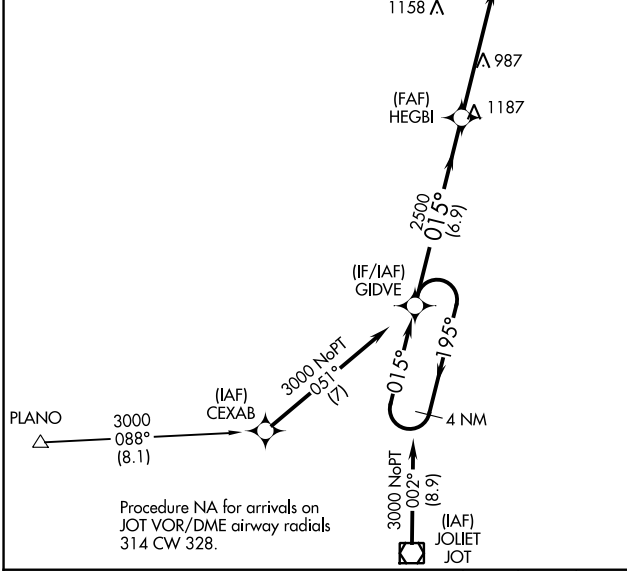 1158
987
(FAF)
HEGBI
1187
2500
015°
(6.9)
(IF/IAF)
GIDVE
195°
015°
3000 NoPT
051°
(7)
(IAF)
CEXAB
PLANO
3000
088°
(8.1)
4 NM
3000 NoPT
002°
(8.9)
Procedure NA for arrivals on
JOT VOR/DME airway radials
314 CW 328.
(IAF)
JOLIET
JOT